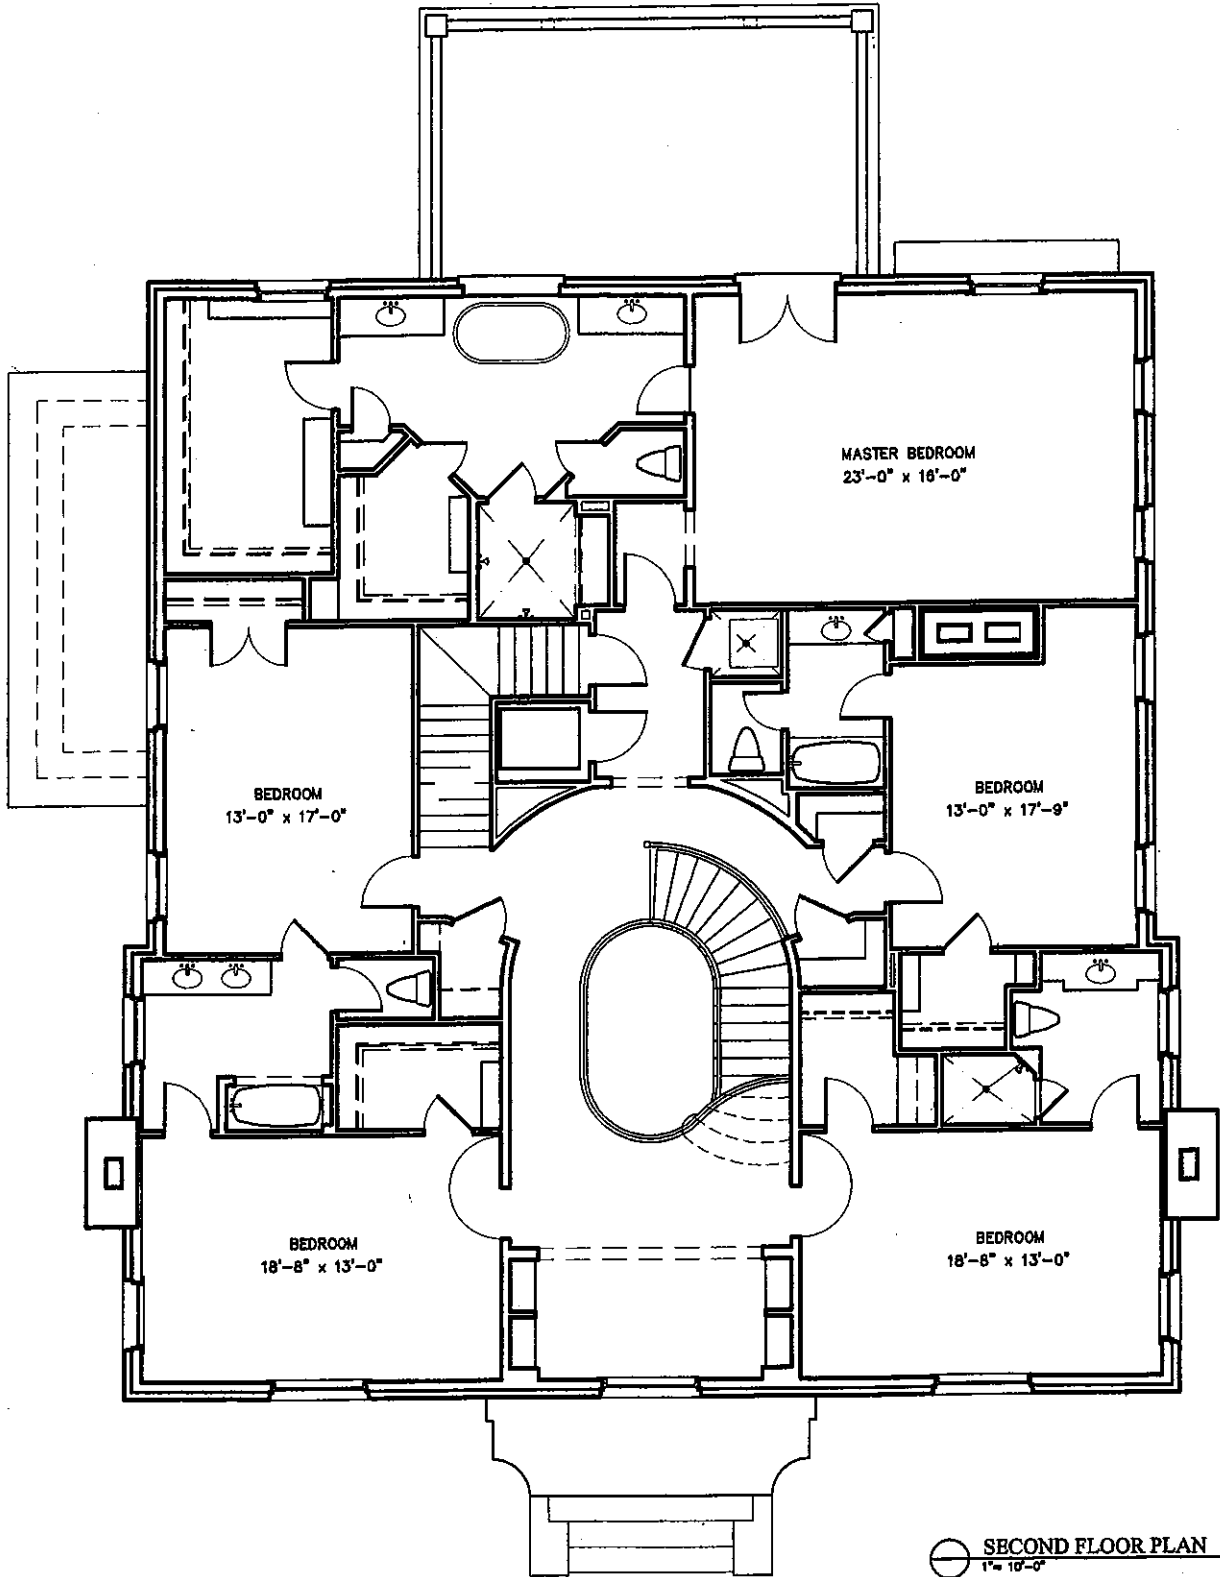 MASTER BEDROOM
23'-0" x 16'-0"
BEDROOM
13'-0" x 17'-0"
BEDROOM
13'-0" x 17'-9"
BEDROOM
18'-8" x 13'-0"
BEDROOM
18'-8" x 13'-0"
SECOND FLOOR PLAN
1"= 10'-0"